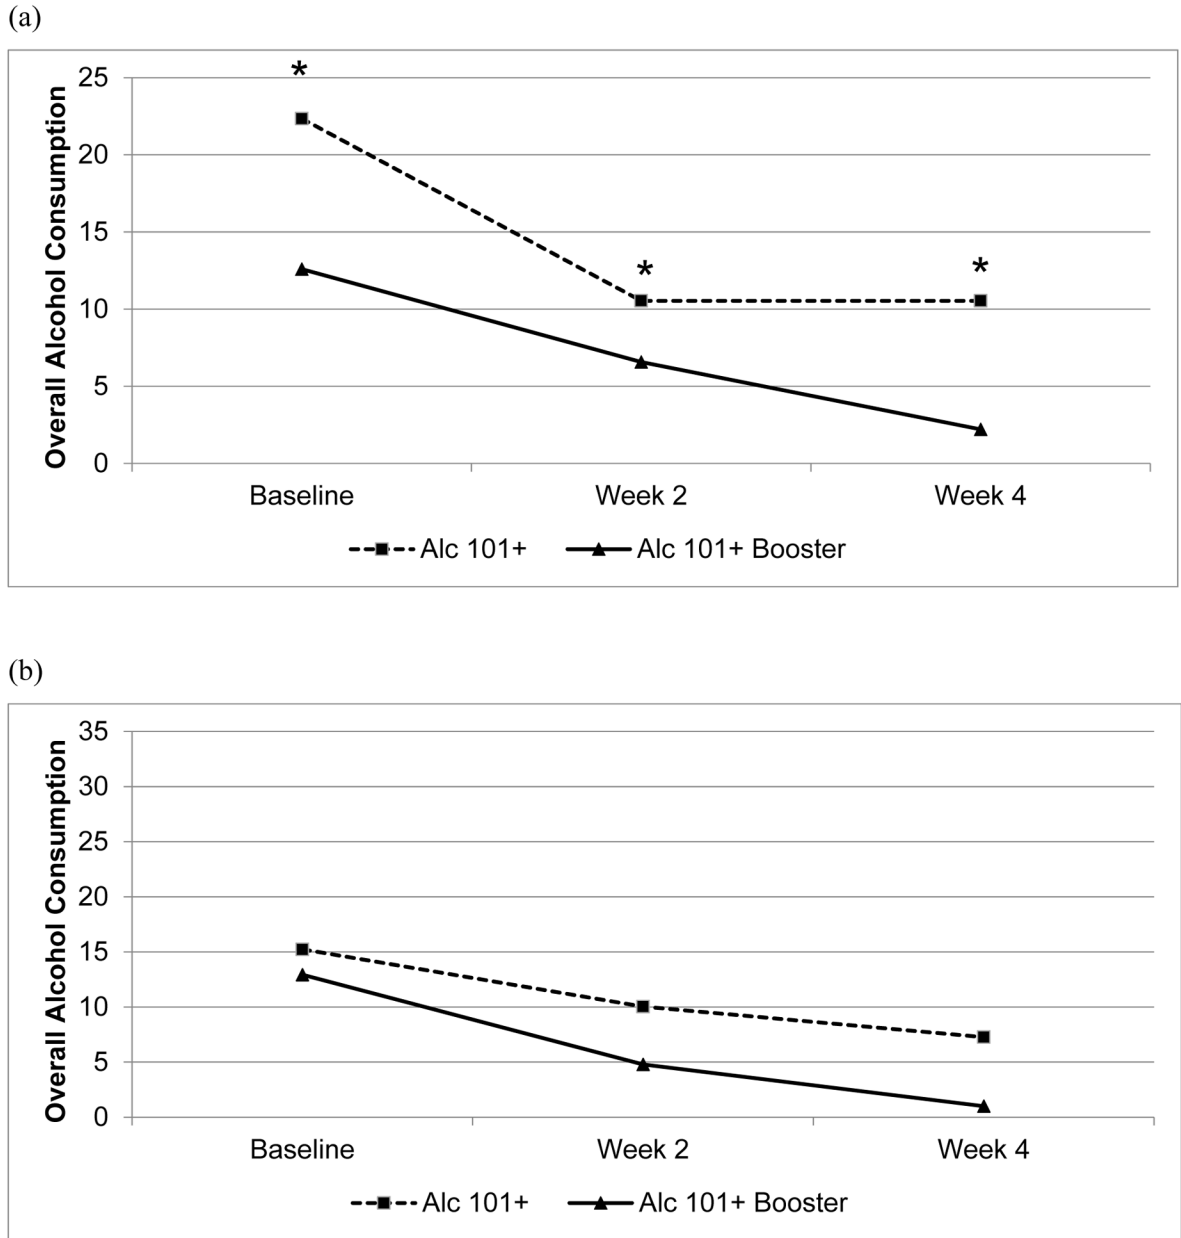 (a)
*
25
20
15
10
5
0
* *
Overall Alcohol Consumption
Baseline Week 2 Week 4
Alc 101+ Alc 101+ Booster
(b)
35
30
25
20
15
10
5
0
Overall Alcohol Consumption
Baseline Week 2 Week 4
Alc 101+ Alc 101+ Booster